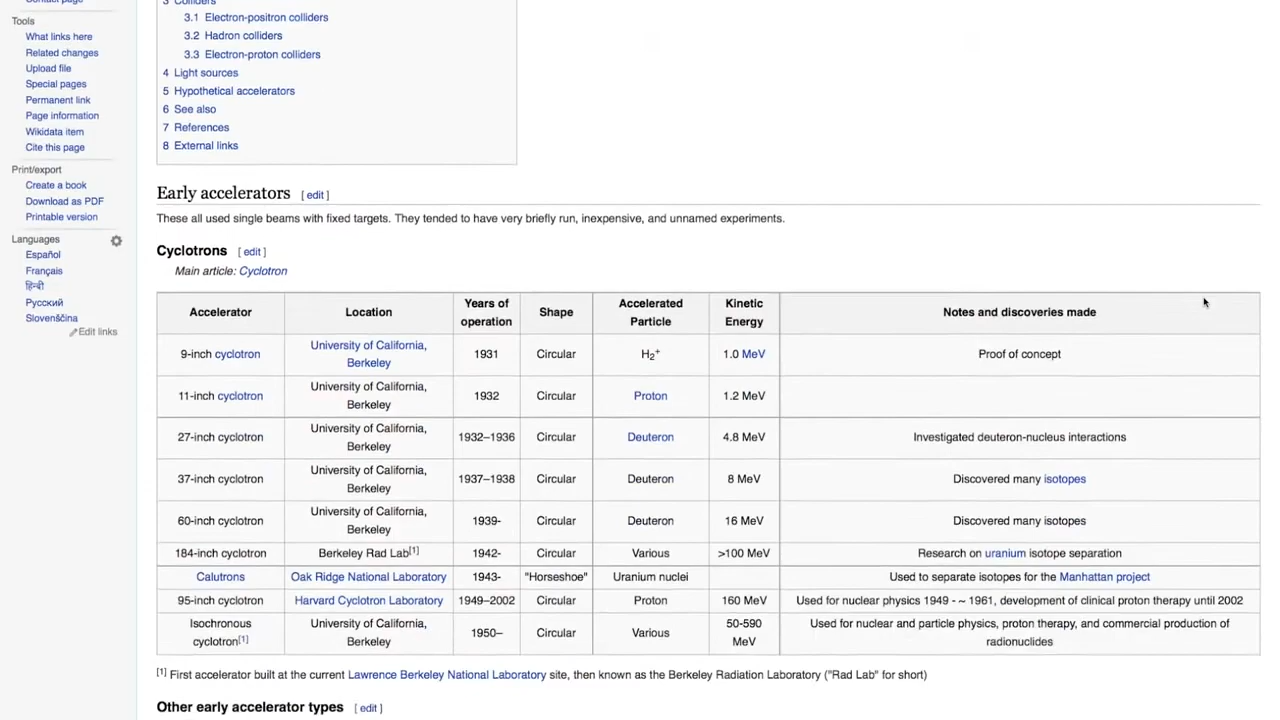 Contact page
Tools
What links here
Related changes
Upload file
Special pages
Permanent link
Page information
Wikidata item
Cite this page
Print/export
Create a book
Download as PDF
Printable version
Languages
Español
Français
हिन्दी
Русский
Slovenščina
Edit links
3 Colliders
3.1 Electron-positron colliders
3.2 Hadron colliders
3.3 Electron-proton colliders
4 Light sources
5 Hypothetical accelerators
6 See also
7 References
8 External links
Early accelerators [ edit ]
These all used single beams with fixed targets. They tended to have very briefly run, inexpensive, and unnamed experiments.
Cyclotrons [ edit ]
Main article: Cyclotron
Accelerator Location Years of operation Shape Accelerated Particle Kinetic Energy Notes and discoveries made
9-inch cyclotron University of California, Berkeley 1931 Circular H2+ 1.0 MeV Proof of concept
11-inch cyclotron University of California, Berkeley 1932 Circular Proton 1.2 MeV
27-inch cyclotron University of California, Berkeley 1932–1936 Circular Deuteron 4.8 MeV Investigated deuteron-nucleus interactions
37-inch cyclotron University of California, Berkeley 1937–1938 Circular Deuteron 8 MeV Discovered many isotopes
60-inch cyclotron University of California, Berkeley 1939- Circular Deuteron 16 MeV Discovered many isotopes
184-inch cyclotron Berkeley Rad Lab[1] 1942- Circular Various >100 MeV Research on uranium isotope separation
Calutrons Oak Ridge National Laboratory 1943- "Horseshoe" Uranium nuclei Used to separate isotopes for the Manhattan project
95-inch cyclotron Harvard Cyclotron Laboratory 1949–2002 Circular Proton 160 MeV Used for nuclear physics 1949 - ~ 1961, development of clinical proton therapy until 2002
Isochronous cyclotron[1] University of California, Berkeley 1950– Circular Various 50-590 MeV Used for nuclear and particle physics, proton therapy, and commercial production of radionuclides
[1] First accelerator built at the current Lawrence Berkeley National Laboratory site, then known as the Berkeley Radiation Laboratory ("Rad Lab" for short)
Other early accelerator types [ edit ]